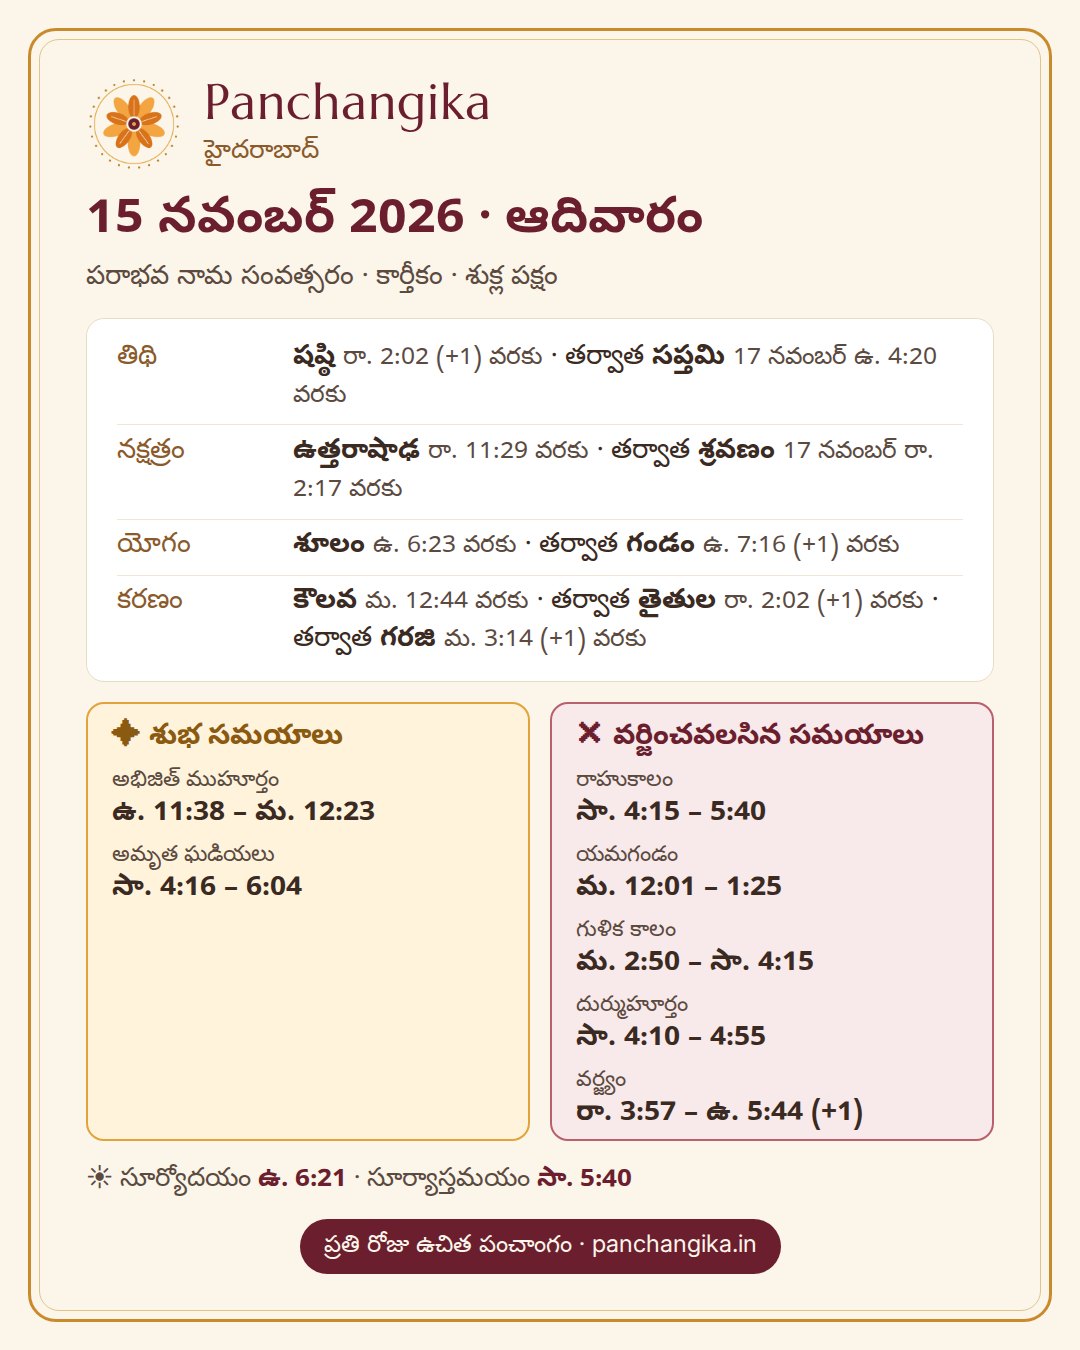 Panchangika
హైదరాబాద్
15 నవంబర్ 2026 · ఆదివారం
పరాభవ నామ సంవత్సరం · కార్తీకం · శుక్ల పక్షం
తిథి
షష్ఠి రా. 2:02 (+1) వరకు · తర్వాత సప్తమి 17 నవంబర్ ఉ. 4:20
వరకు
నక్షత్రం
ఉత్తరాషాఢ రా. 11:29 వరకు · తర్వాత శ్రవణం 17 నవంబర్ రా.
2:17 వరకు
యోగం
శూలం ఉ. 6:23 వరకు · తర్వాత గండం ఉ. 7:16 (+1) వరకు
కరణం
కౌలవ మ. 12:44 వరకు · తర్వాత తైతుల రా. 2:02 (+1) వరకు ·
తర్వాత గరజి మ. 3:14 (+1) వరకు
✦ శుభ సమయాలు
అభిజిత్ ముహూర్తం
ఉ. 11:38 – మ. 12:23
అమృత ఘడియలు
సా. 4:16 – 6:04
✕ వర్జించవలసిన సమయాలు
రాహుకాలం
సా. 4:15 – 5:40
యమగండం
మ. 12:01 – 1:25
గుళిక కాలం
మ. 2:50 – సా. 4:15
దుర్ముహూర్తం
సా. 4:10 – 4:55
వర్జ్యం
రా. 3:57 – ఉ. 5:44 (+1)
☀ సూర్యోదయం ఉ. 6:21 · సూర్యాస్తమయం సా. 5:40
ప్రతి రోజు ఉచిత పంచాంగం · panchangika.in